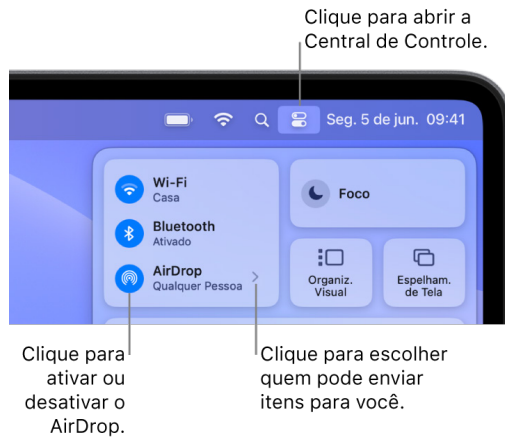 Clique para abrir a
Central de Controle.
Seg. 5 de jun. 09:41
Wi-Fi
Casa
Foco
Bluetooth
Ativado
AirDrop
Qualquer Pessoa
Organiz.
Visual
Espelham.
de Tela
Clique para
ativar ou
desativar o
AirDrop.
Clique para escolher
quem pode enviar
itens para você.